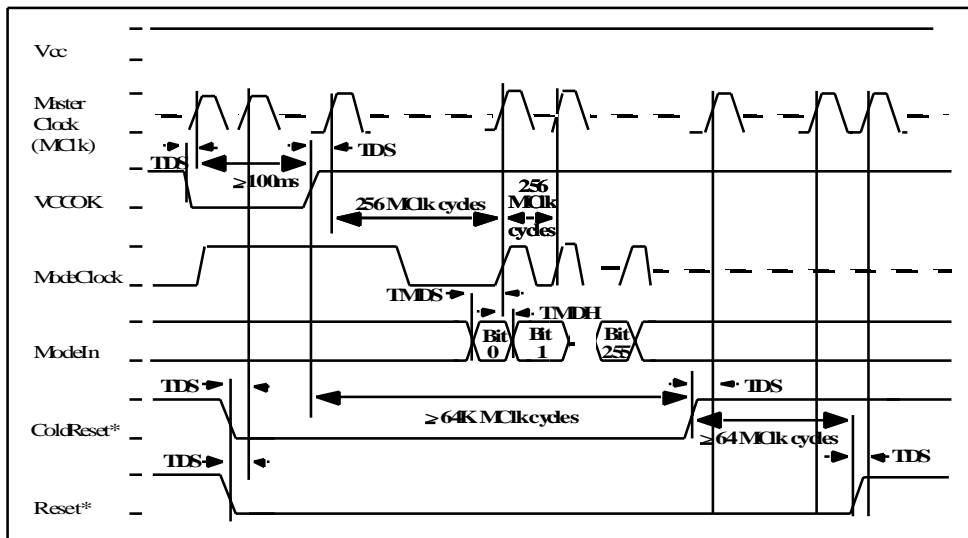 Vcc
Master
Clock
(MClk)
TDS
TDS
≥100ms
VCCOK
256 MClk cycles
256
MClk
cycles
ModeClock
TMDS
TMDH
ModeIn
Bit
0
Bit
1
Bit
255
TDS
TDS
≥64K MClk cycles
ColdReset*
≥64 MClk cycles
TDS
TDS
Reset*